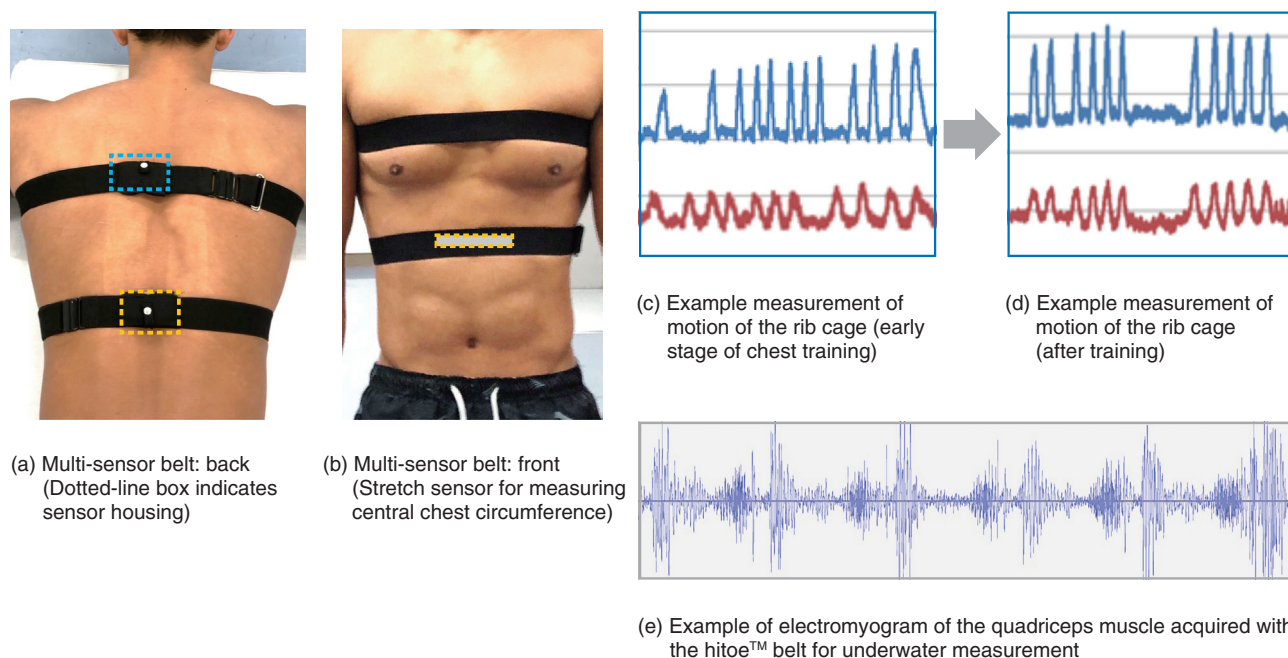 (a) Multi-sensor belt: back
(Dotted-line box indicates
sensor housing)
(b) Multi-sensor belt: front
(Stretch sensor for measuring
central chest circumference)
(c) Example measurement of
motion of the rib cage (early
stage of chest training)
(d) Example measurement of
motion of the rib cage
(after training)
(e) Example of electromyogram of the quadriceps muscle acquired with
the hitoe™ belt for underwater measurement